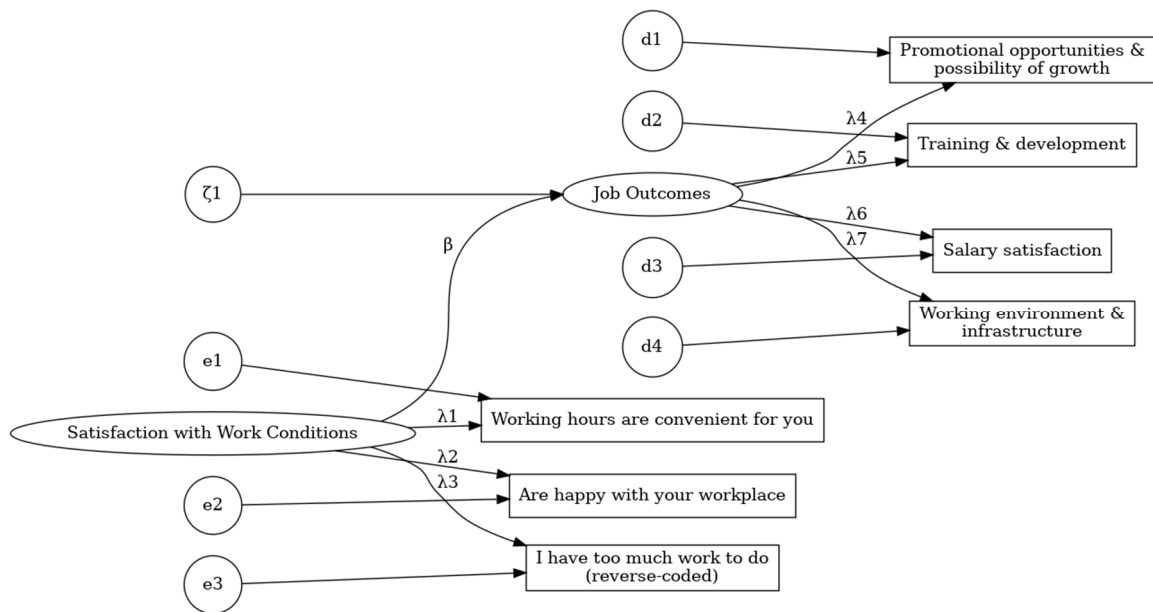 d1
Promotional opportunities &
possibility of growth
d2
λ4
Training & development
λ5
ζ1
Job Outcomes
λ6
λ7
Salary satisfaction
β
d3
Working environment &
infrastructure
d4
e1
Working hours are convenient for you
λ1
Satisfaction with Work Conditions
λ2
λ3
Are happy with your workplace
e2
I have too much work to do
(reverse-coded)
e3